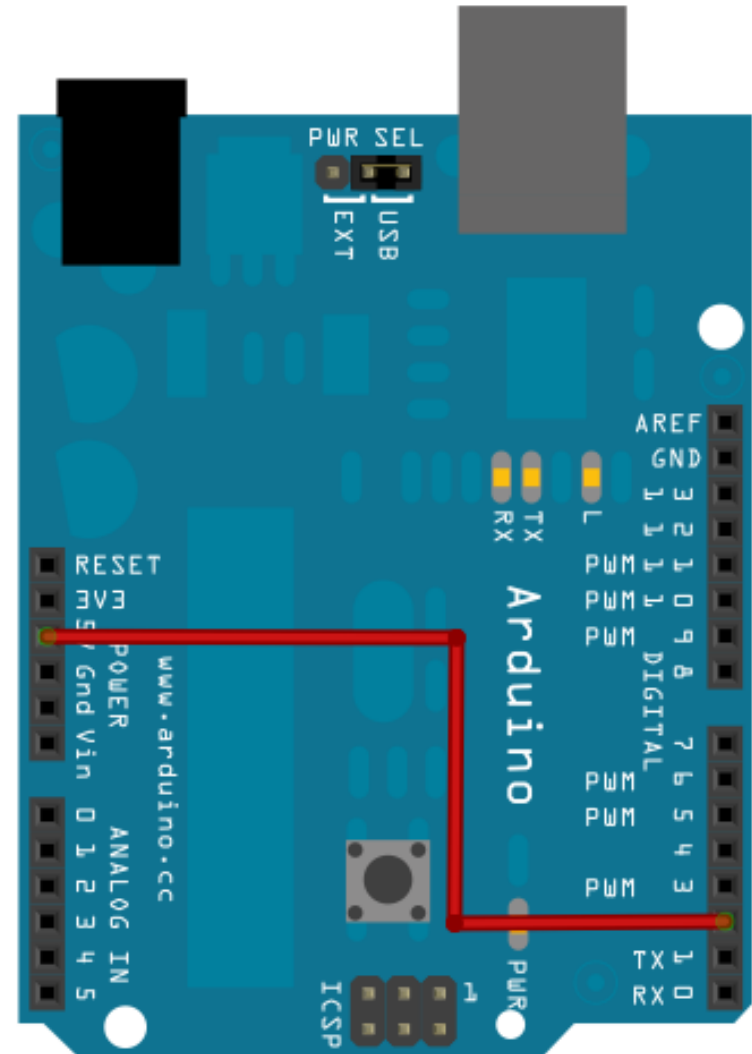 PWR SEL
EXT
USB
AREF
GND
13
12
PWM 11
PWM 10
PWM 9
8
DIGITAL
7
PWM 6
PWM 5
4
PWM 3
TX 1
RX 0
RX
TX
L
Arduino
PWR
RESET
3V3
5V Gnd Vin
POWER
www.arduino.cc
ANALOG IN
0
1
2
3
4
5
ICSP
1